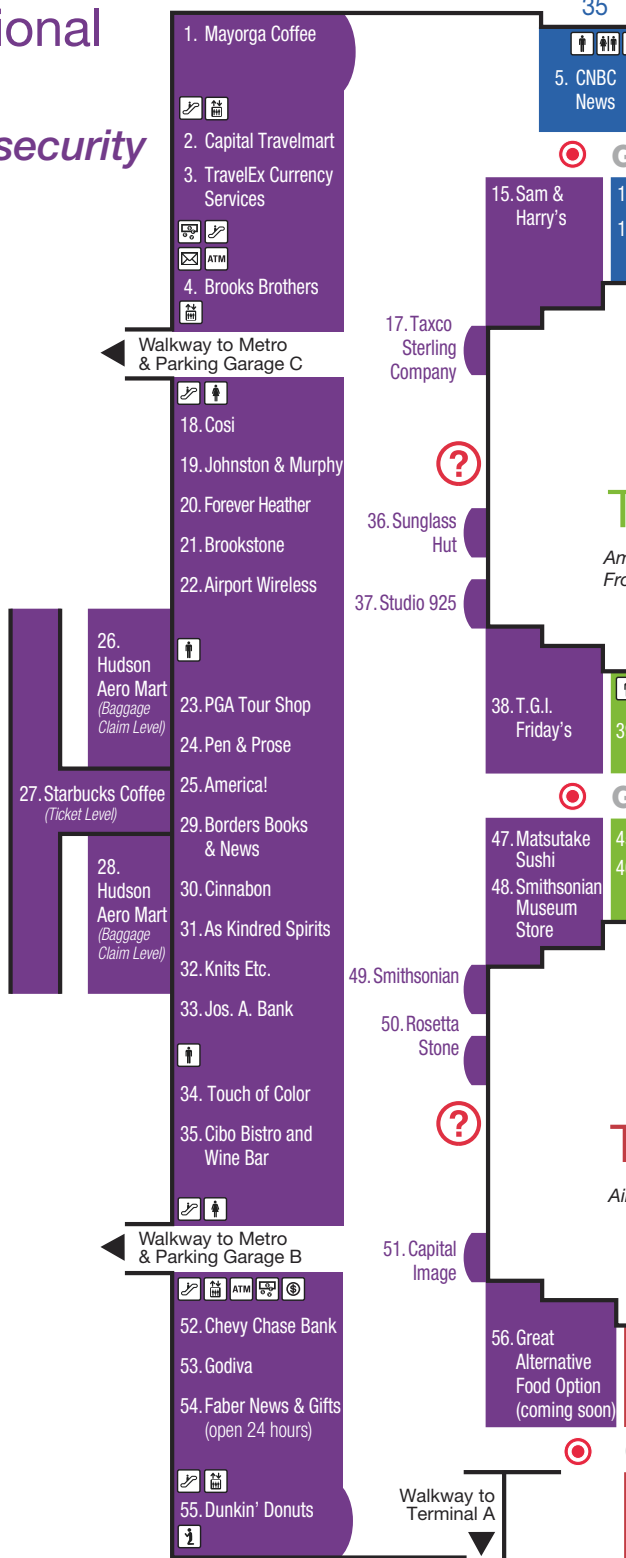 ional
security
35
1. Mayorga Coffee
5. CNBC
News
2. Capital Travelmart
3. TravelEx Currency
Services
ATM
4. Brooks Brothers
15. Sam &
Harry’s
Walkway to Metro
& Parking Garage C
17. Taxco
Sterling
Company
18. Cosi
19. Johnston & Murphy
20. Forever Heather
21. Brookstone
22. Airport Wireless
?
36. Sunglass
Hut
37. Studio 925
26.
Hudson
Aero Mart
(Baggage
Claim Level)
23. PGA Tour Shop
24. Pen & Prose
25. America!
38. T.G.I.
Friday’s
27. Starbucks Coffee
(Ticket Level)
28.
Hudson
Aero Mart
(Baggage
Claim Level)
29. Borders Books
& News
30. Cinnabon
31. As Kindred Spirits
32. Knits Etc.
33. Jos. A. Bank
47. Matsutake
Sushi
48. Smithsonian
Museum
Store
49. Smithsonian
50. Rosetta
Stone
34. Touch of Color
35. Cibo Bistro and
Wine Bar
?
Walkway to Metro
& Parking Garage B
51. Capital
Image
ATM
$
52. Chevy Chase Bank
53. Godiva
54. Faber News & Gifts
(open 24 hours)
56. Great
Alternative
Food Option
(coming soon)
55. Dunkin’ Donuts
Walkway to
Terminal A